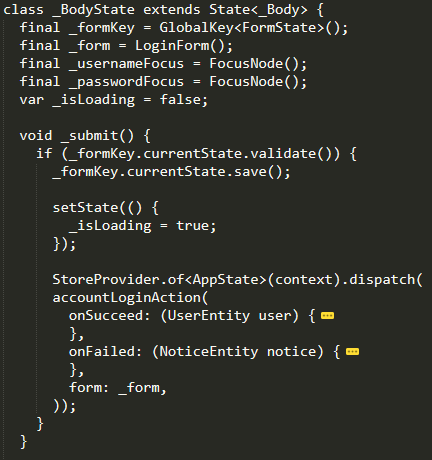 class _BodyState extends State<_Body> {
  final _formKey = GlobalKey<FormState>();
  final _form = LoginForm();
  final _usernameFocus = FocusNode();
  final _passwordFocus = FocusNode();
  var _isLoading = false;

  void _submit() {
    if (_formKey.currentState.validate()) {
      _formKey.currentState.save();

      setState(() {
        _isLoading = true;
      });

      StoreProvider.of<AppState>(context).dispatch(
      accountLoginAction(
        onSucceed: (UserEntity user) {
        },
        onFailed: (NoticeEntity notice) {
        },
        form: _form,
      ));
    }
  }